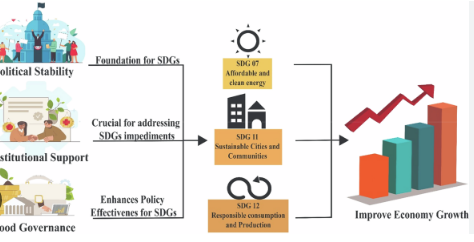 olitical Stability
Foundation for SDGs
SDG 07
Affordable and
clean energy
stitutional Support
Crucial for addressing
SDGs impediments
SDG 11
Sustainable Cities and
Communities
ood Governance
Enhances Policy
Effectivenes for SDGs
SDG 12
Responsible consumption
and Production
Improve Economy Growth